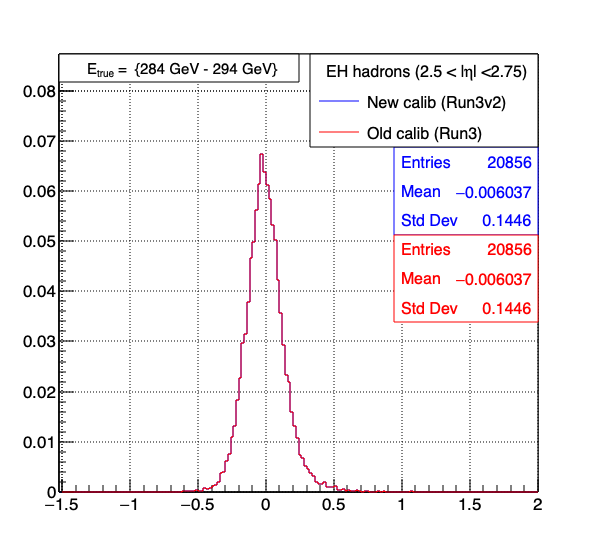 E_true = {284 GeV - 294 GeV}
EH hadrons (2.5 < |η| <2.75)
New calib (Run3v2)
Old calib (Run3)
Entries 20856
Mean −0.006037
Std Dev 0.1446
Entries 20856
Mean −0.006037
Std Dev 0.1446
0.08
0.07
0.06
0.05
0.04
0.03
0.02
0.01
0
−1.5 −1 −0.5 0 0.5 1 1.5 2